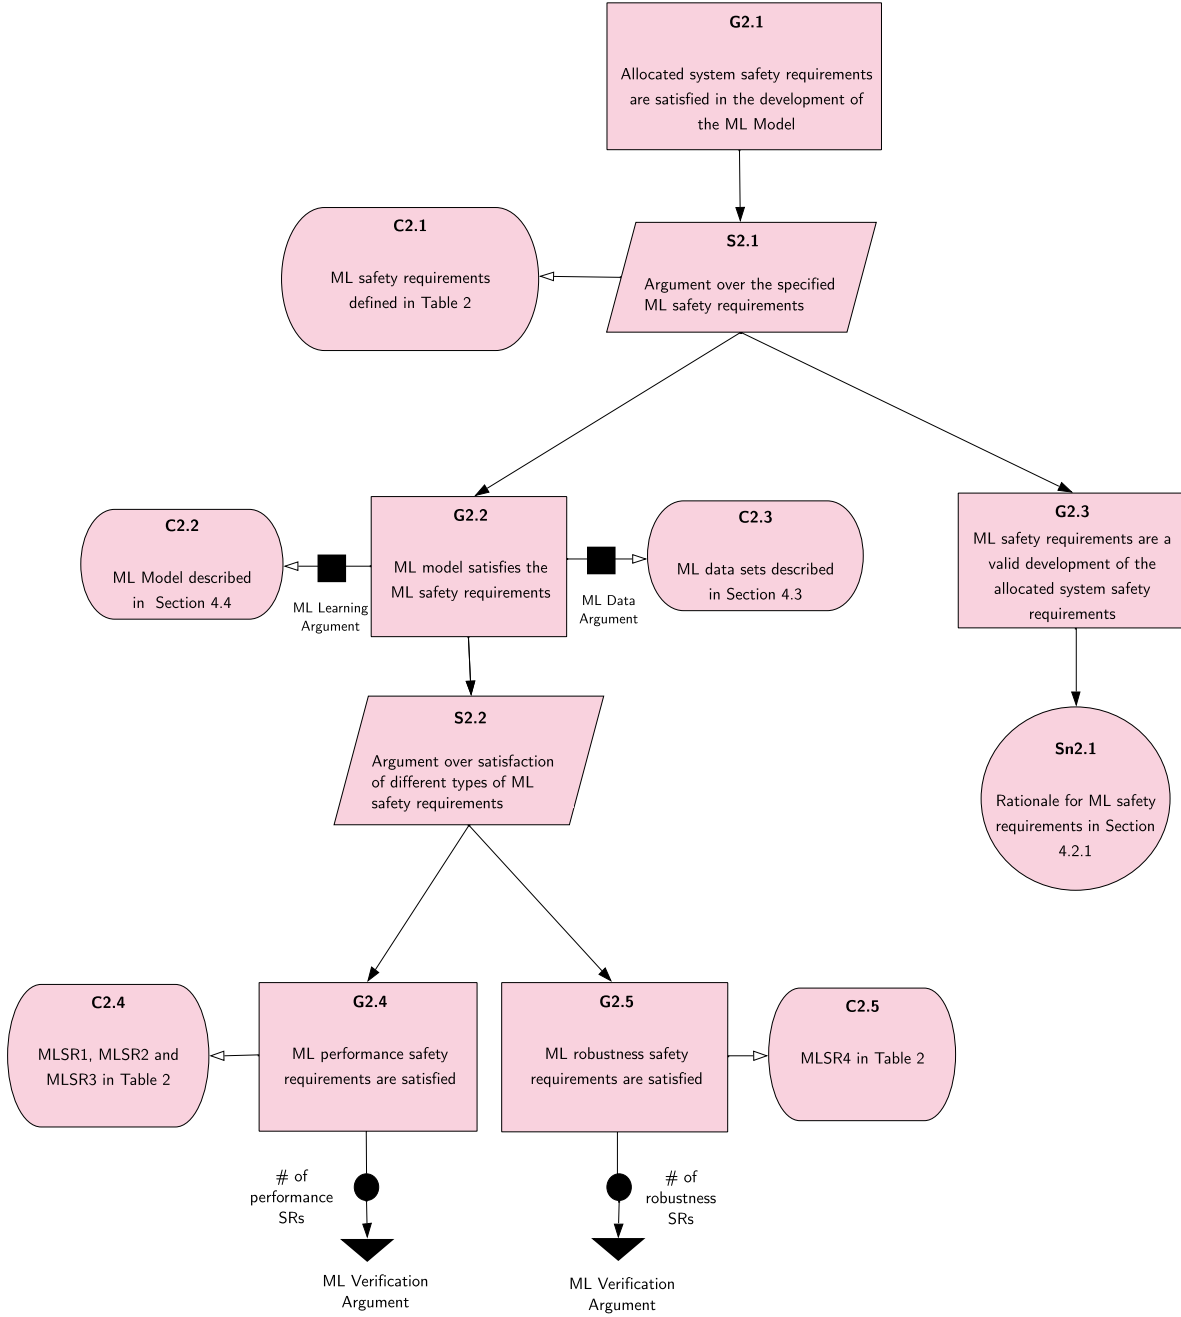 G2.1
Allocated system safety requirements
are satisfied in the development of
the ML Model
C2.1
ML safety requirements
defined in Table 2
S2.1
Argument over the specified
ML safety requirements
C2.2
ML Model described
in Section 4.4
ML Learning
Argument
G2.2
ML model satisfies the
ML safety requirements
ML Data
Argument
C2.3
ML data sets described
in Section 4.3
G2.3
ML safety requirements are a
valid development of the
allocated system safety
requirements
S2.2
Argument over satisfaction
of different types of ML
safety requirements
Sn2.1
Rationale for ML safety
requirements in Section
4.2.1
C2.4
MLSR1, MLSR2 and
MLSR3 in Table 2
G2.4
ML performance safety
requirements are satisfied
G2.5
ML robustness safety
requirements are satisfied
C2.5
MLSR4 in Table 2
# of
performance
SRs
# of
robustness
SRs
ML Verification
Argument
ML Verification
Argument